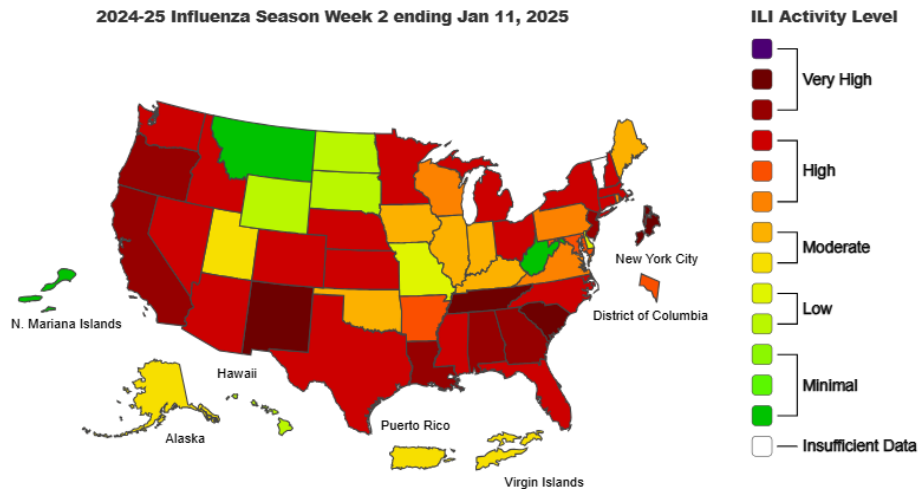 2024-25 Influenza Season Week 2 ending Jan 11, 2025
ILI Activity Level
Very High
High
Moderate
Low
Minimal
Insufficient Data
New York City
District of Columbia
N. Mariana Islands
Hawaii
Alaska
Puerto Rico
Virgin Islands